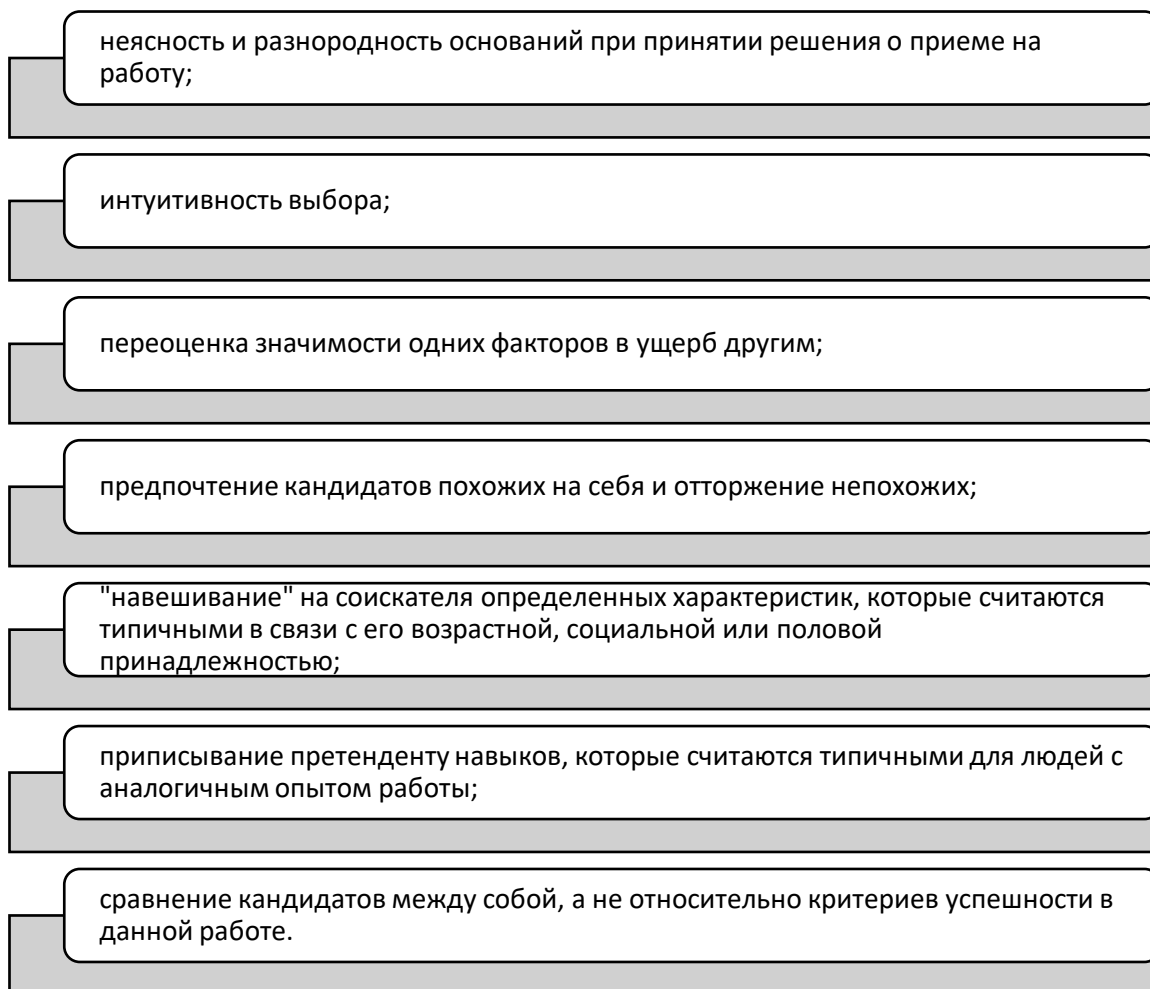 неясность и разнородность оснований при принятии решения о приеме на
работу;
интуитивность выбора;
переоценка значимости одних факторов в ущерб другим;
предпочтение кандидатов похожих на себя и отторжение непохожих;
"навешивание" на соискателя определенных характеристик, которые считаются
типичными в связи с его возрастной, социальной или половой
принадлежностью;
приписывание претенденту навыков, которые считаются типичными для людей с
аналогичным опытом работы;
сравнение кандидатов между собой, а не относительно критериев успешности в
данной работе.